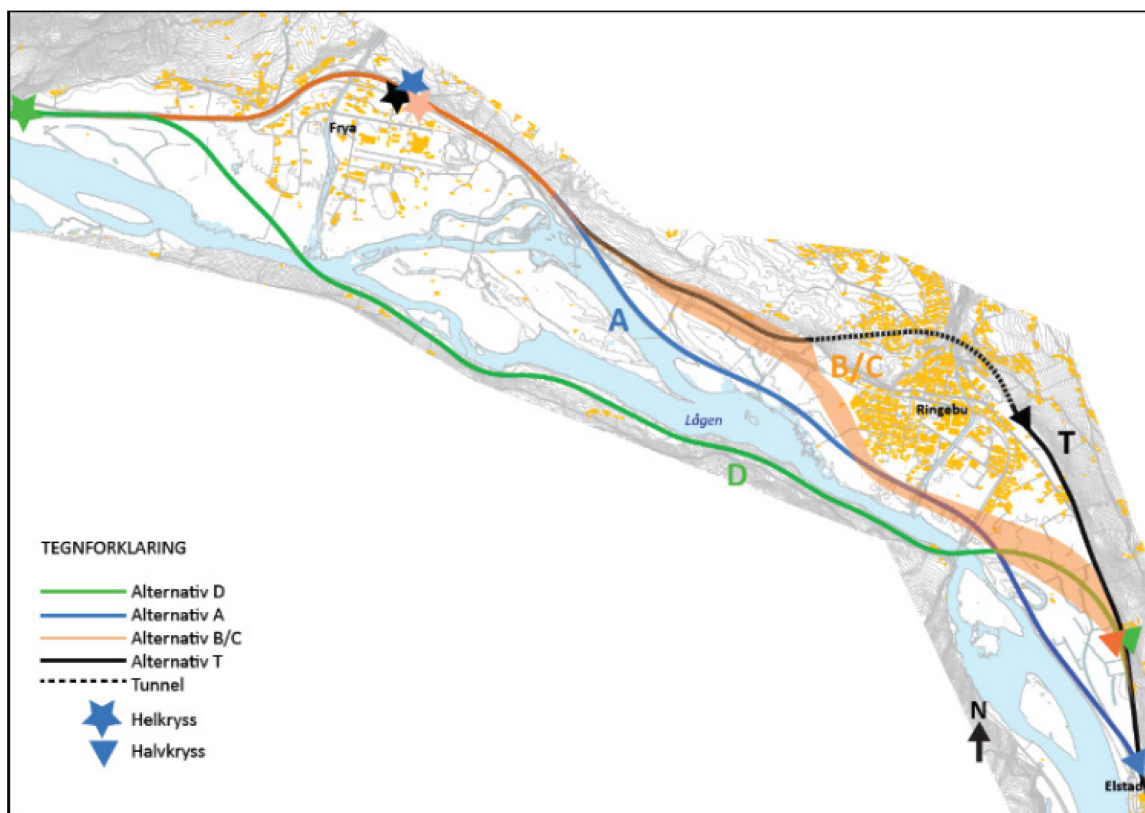 Frya
A
B/C
Ringebu
Lågen
T
D
TEGNFORKLARING
Alternativ D
Alternativ A
Alternativ B/C
Alternativ T
Tunnel
Helkryss
Halvkryss
N
Elstad